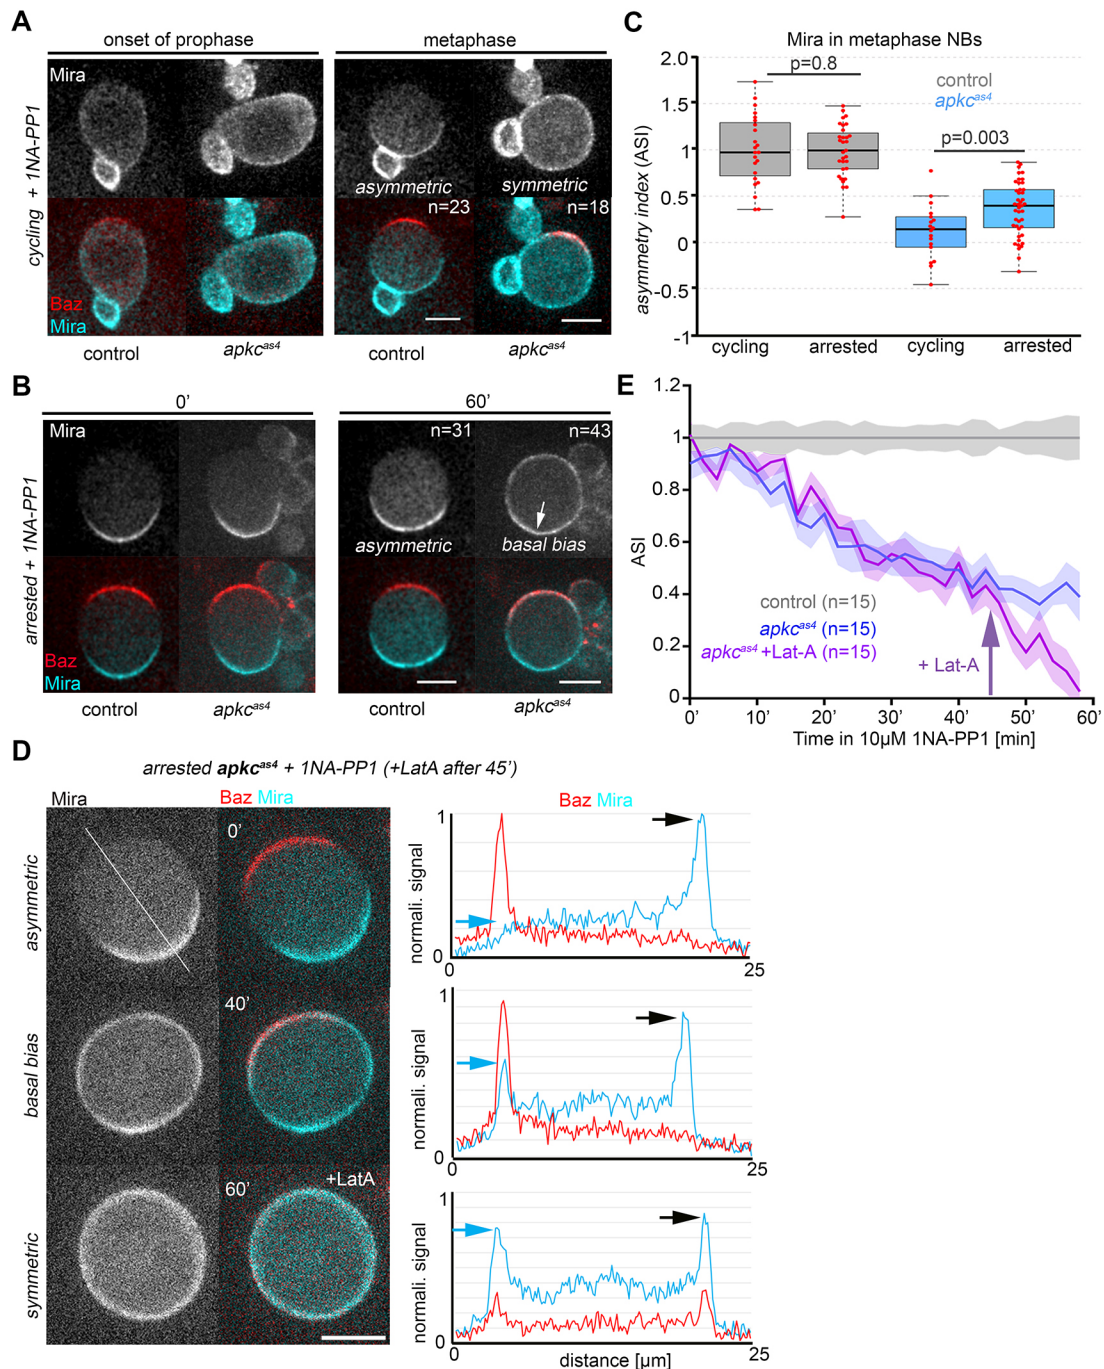 A
onset of prophase
metaphase
Mira
cycling + 1NA-PP1
asymmetric
symmetric
n=23
n=18
Baz
Mira
control
apkc^as4
control
apkc^as4
B
0'
60'
Mira
n=31
n=43
arrested + 1NA-PP1
asymmetric
basal bias
Baz
Mira
control
apkc^as4
control
apkc^as4
C
Mira in metaphase NBs
p=0.8
control
apkc^as4
p=0.003
asymmetry index (ASI)
2.0
1.5
1
0.5
0
-0.5
-1
cycling
arrested
cycling
arrested
E
1.2
1
0.8
0.6
0.4
0.2
0
ASI
control (n=15)
apkc^as4 (n=15)
apkc^as4 +Lat-A (n=15)
+ Lat-A
0'
10'
20'
30'
40'
50'
60'
Time in 10µM 1NA-PP1 [min]
D
arrested apkc^as4 + 1NA-PP1 (+LatA after 45')
Mira
Baz Mira
Baz Mira
asymmetric
0'
normali. signal
1
0
0
25
basal bias
40'
normali. signal
1
0
0
25
symmetric
60'
+LatA
normali. signal
1
0
0
25
distance [µm]